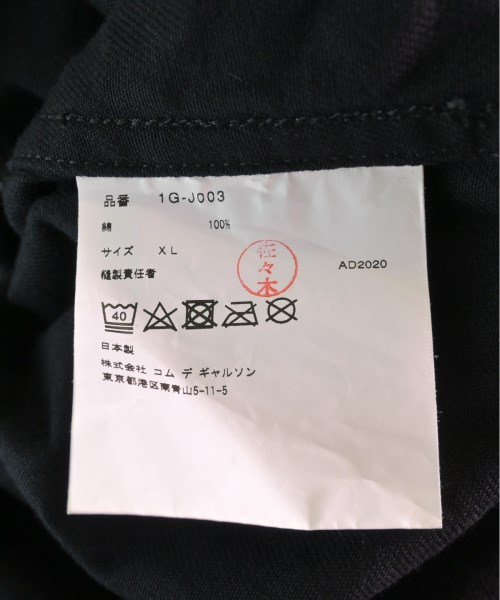 品番 1G-J003
綿 100%
サイズ XL
縫製責任者
佐々木
AD2020
40
日本製
株式会社 コム デ ギャルソン
東京都港区南青山5-11-5